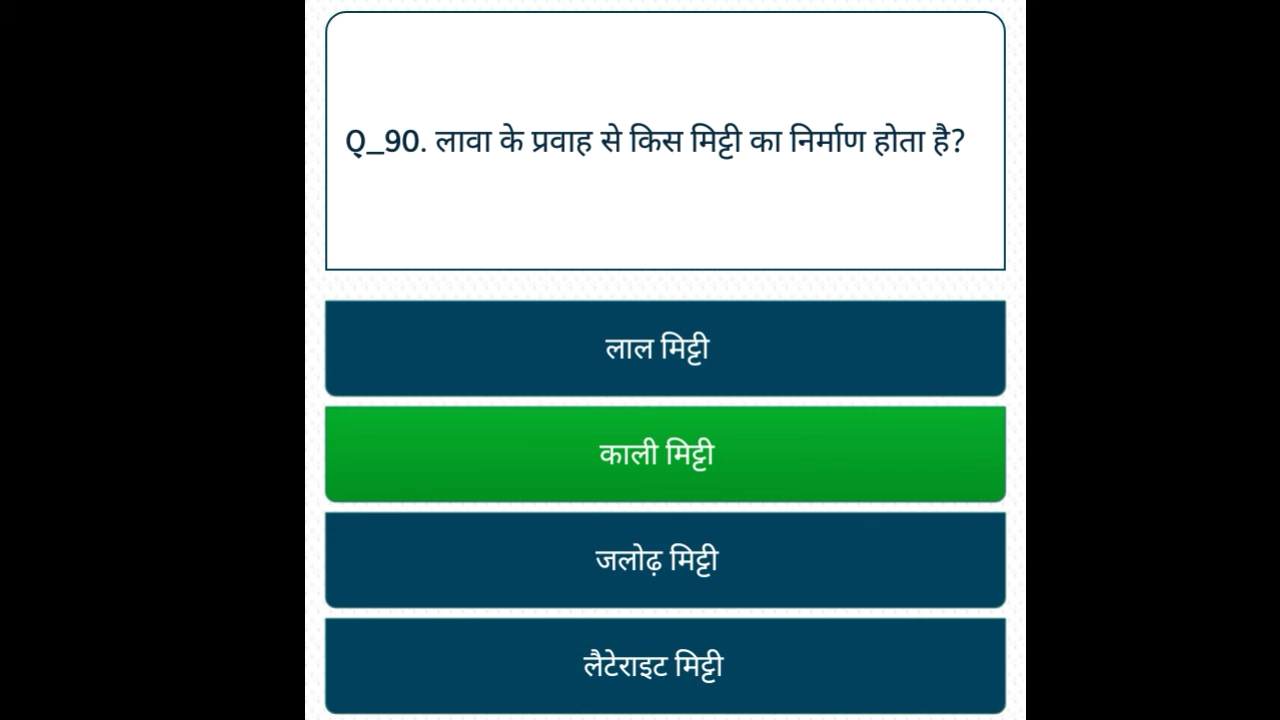 Q_90. लावा के प्रवाह से किस मिट्टी का निर्माण होता है?
लाल मिट्टी
काली मिट्टी
जलोढ़ मिट्टी
लैटेराइट मिट्टी